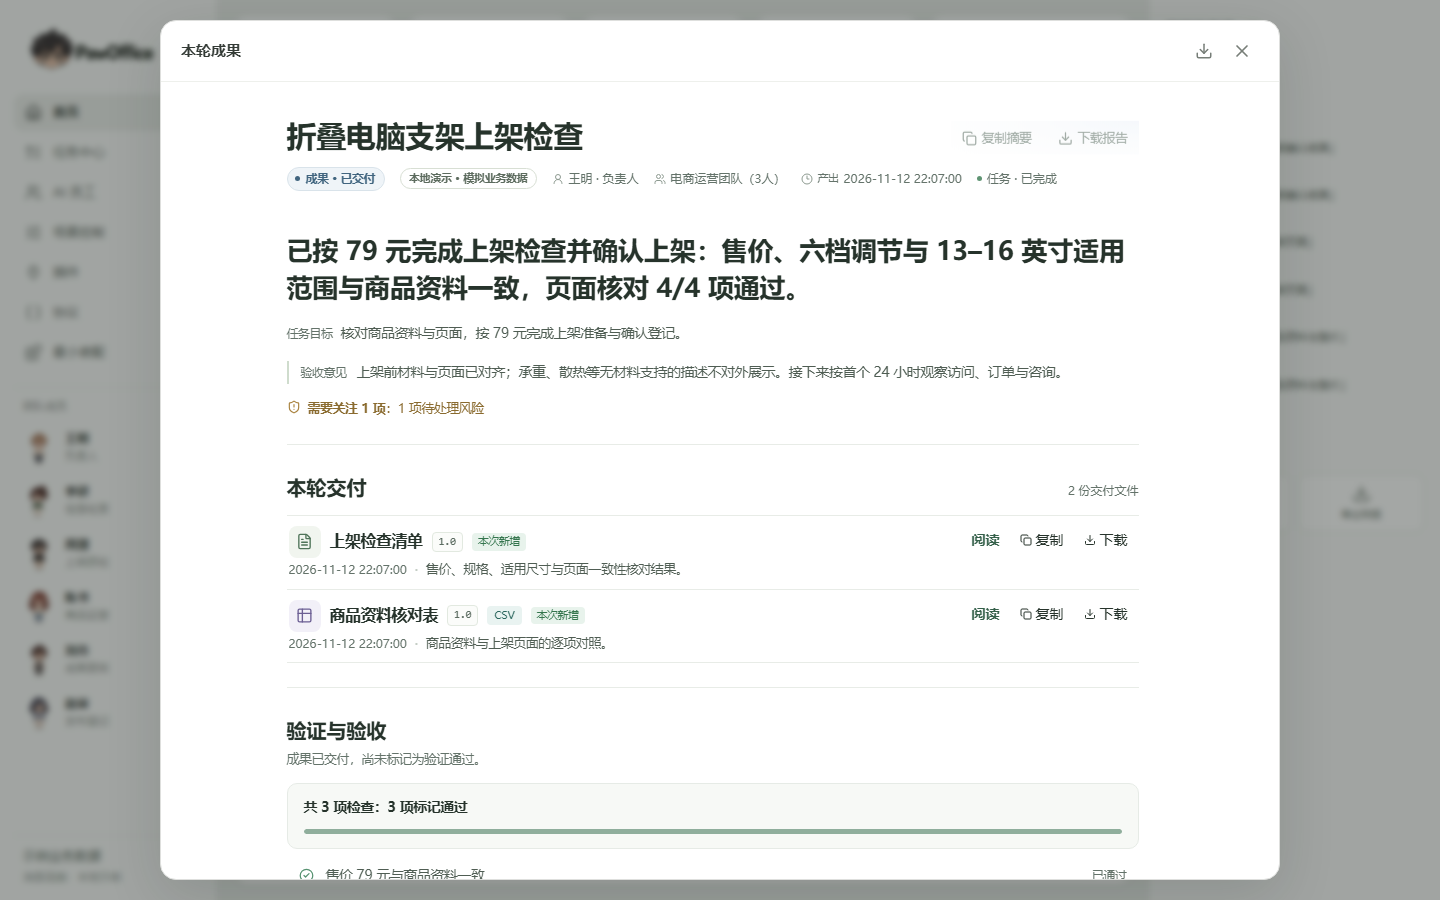 PawOffice
本轮成果
折叠电脑支架上架检查
复制摘要 下载报告
成果 • 已交付 本地演示 • 模拟业务数据 王明 · 负责人 电商运营团队（3人） 产出 2026-11-12 22:07:00 任务 · 已完成
已按 79 元完成上架检查并确认上架：售价、六档调节与 13–16 英寸适用
范围与商品资料一致，页面核对 4/4 项通过。
任务目标 核对商品资料与页面，按 79 元完成上架准备与确认登记。
验收意见 上架前材料与页面已对齐；承重、散热等无材料支持的描述不对外展示。接下来按首个 24 小时观察访问、订单与咨询。
需要关注 1 项：1 项待处理风险
本轮交付
2 份交付文件
上架检查清单 1.0 本次新增
阅读 复制 下载
2026-11-12 22:07:00 · 售价、规格、适用尺寸与页面一致性核对结果。
商品资料核对表 1.0 CSV 本次新增
阅读 复制 下载
2026-11-12 22:07:00 · 商品资料与上架页面的逐项对照。
验证与验收
成果已交付，尚未标记为验证通过。
共 3 项检查：3 项标记通过
售价 79 元与商品资料一致 已通过